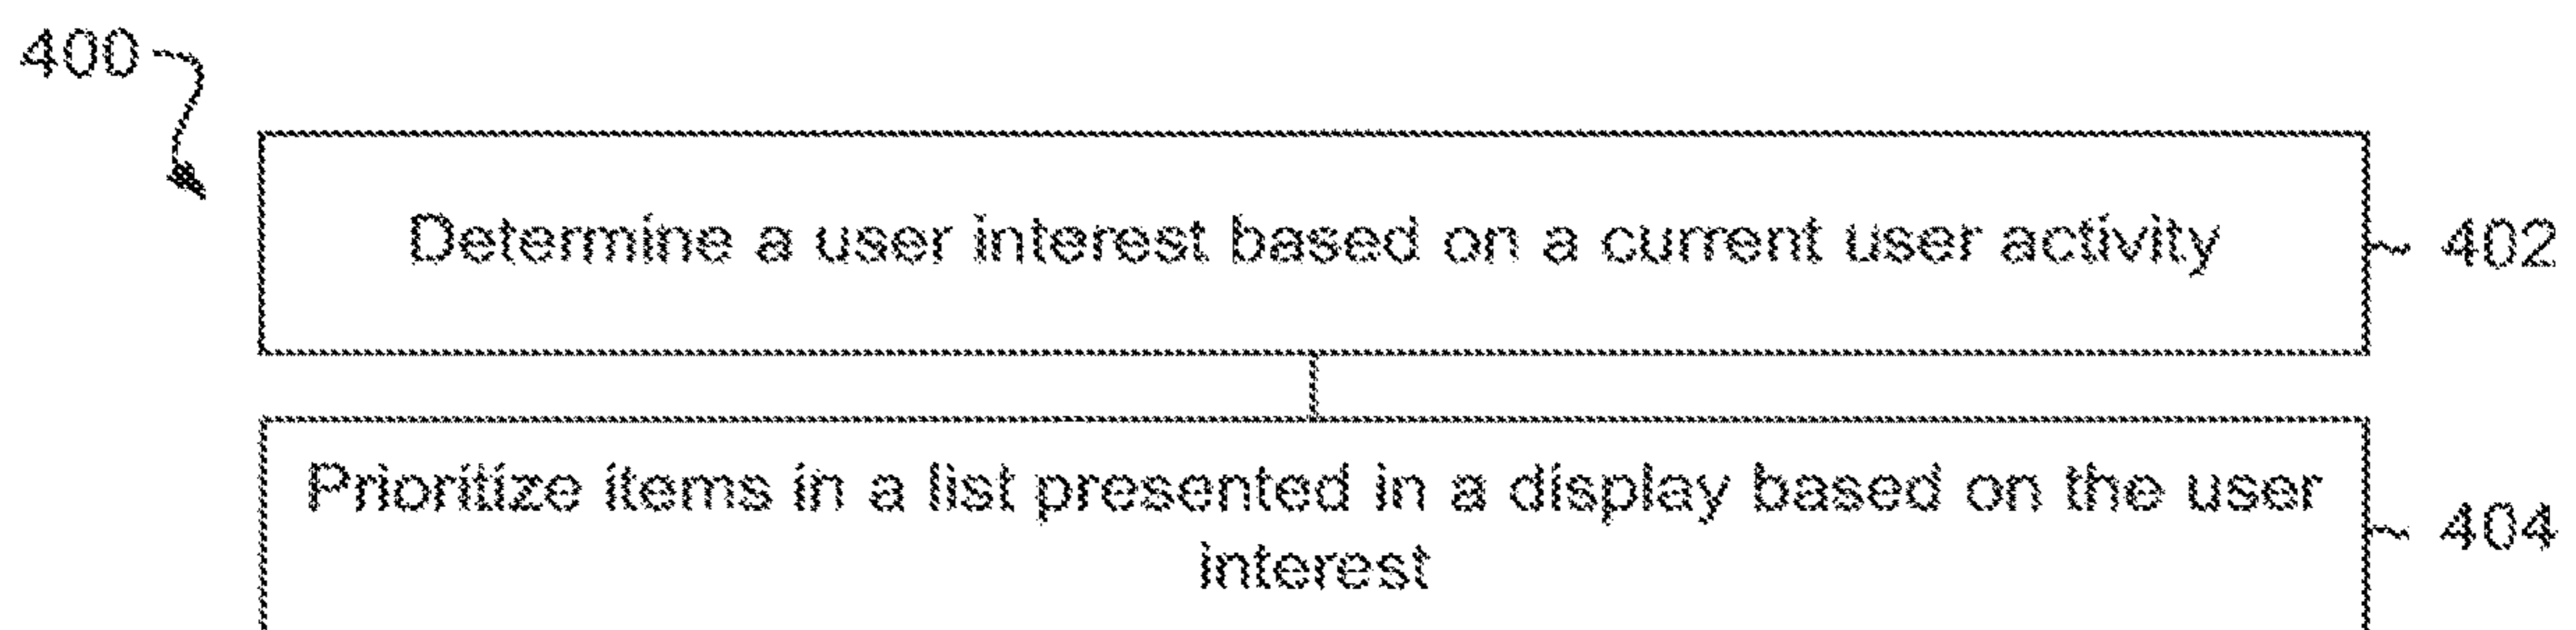 400
Determine a user interest based on a current user activity
402
Prioritize items in a list presented in a display based on the user
interest
404